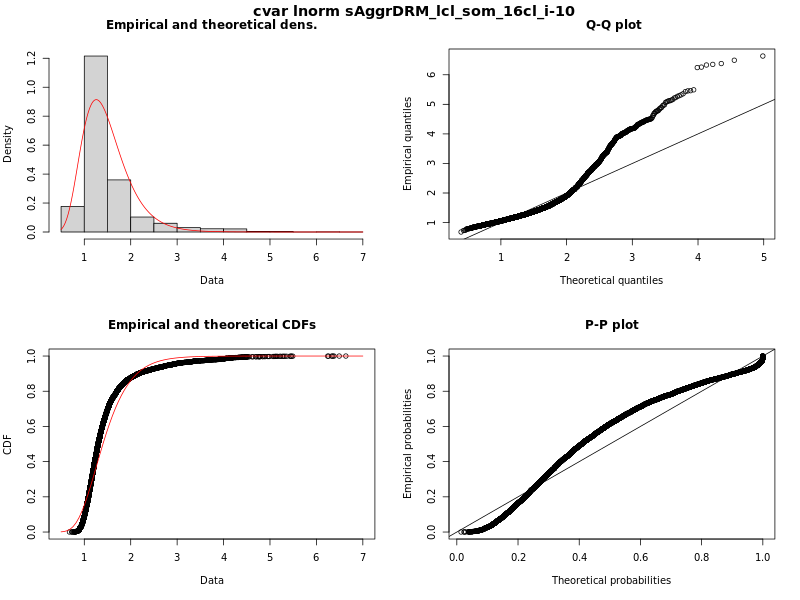 cvar lnorm sAggrDRM_lcl_som_16cl_i-10
Empirical and theoretical dens.
Density
0.0 0.2 0.4 0.6 0.8 1.0 1.2
1 2 3 4 5 6 7
Data
Q-Q plot
Empirical quantiles
1 2 3 4 5 6
1 2 3 4 5
Theoretical quantiles
Empirical and theoretical CDFs
CDF
0.0 0.2 0.4 0.6 0.8 1.0
1 2 3 4 5 6 7
Data
P-P plot
Empirical probabilities
0.0 0.2 0.4 0.6 0.8 1.0
0.0 0.2 0.4 0.6 0.8 1.0
Theoretical probabilities